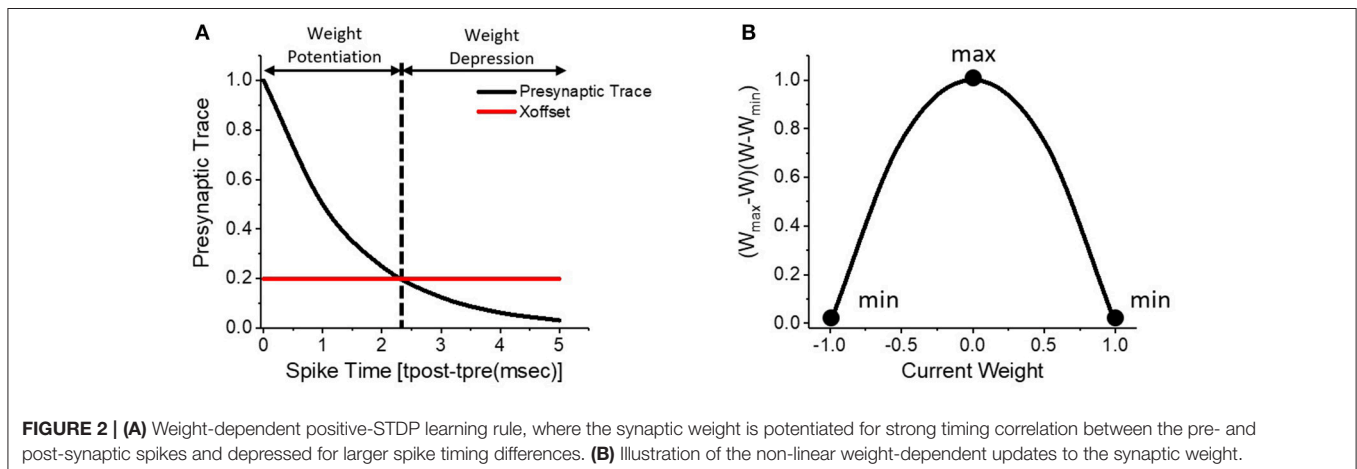 A
Weight
Potentiation
Weight
Depression
Presynaptic Trace
Xoffset
Presynaptic Trace
1.0
0.8
0.6
0.4
0.2
0.0
0 1 2 3 4 5
Spike Time [tpost-tpre(msec)]
B
max
min
min
(Wmax-W)(W-Wmin)
1.0
0.8
0.6
0.4
0.2
0.0
-1.0 -0.5 0.0 0.5 1.0
Current Weight
FIGURE 2 | (A) Weight-dependent positive-STDP learning rule, where the synaptic weight is potentiated for strong timing correlation between the pre- and
post-synaptic spikes and depressed for larger spike timing differences. (B) Illustration of the non-linear weight-dependent updates to the synaptic weight.